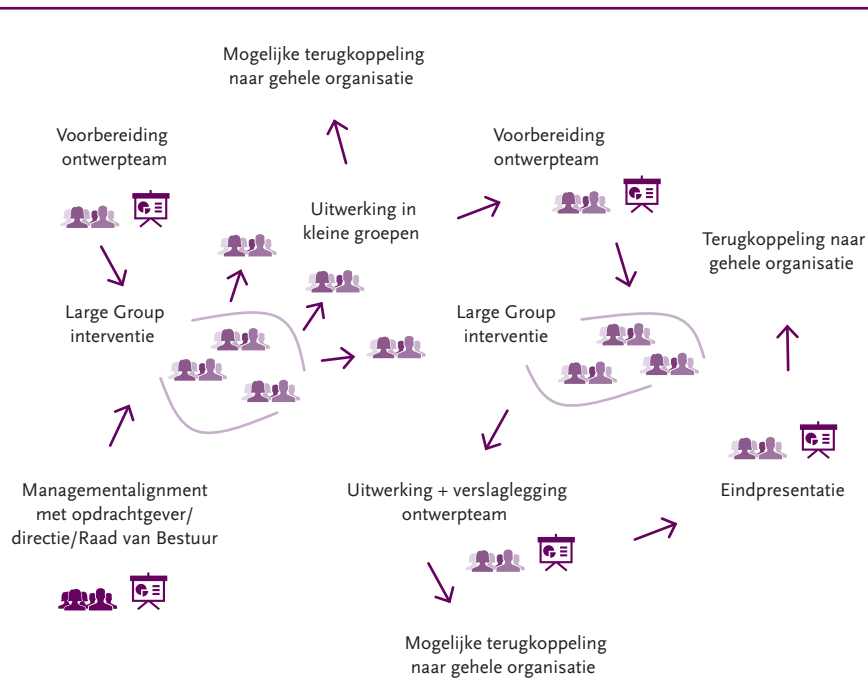 Mogelijke terugkoppeling
naar gehele organisatie
Voorbereiding
ontwerpteam
Voorbereiding
ontwerpteam
Uitwerking in
kleine groepen
Terugkoppeling naar
gehele organisatie
Large Group
interventie
Large Group
interventie
Managementalignment
met opdrachtgever/
directie/Raad van Bestuur
Uitwerking + verslaglegging
ontwerpteam
Eindpresentatie
Mogelijke terugkoppeling
naar gehele organisatie